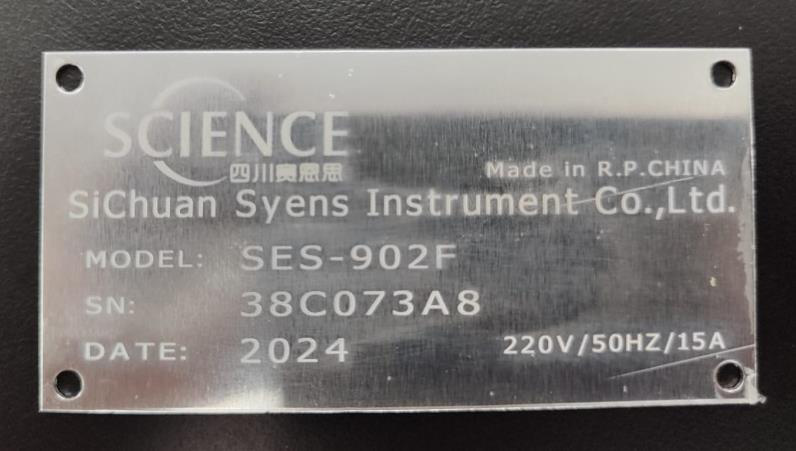 SCIENCE
四川赛恩思
Made in R.P.CHINA
SiChuan Syens Instrument Co.,Ltd.
MODEL: SES-902F
SN: 38C073A8
DATE: 2024
220V/50HZ/15A